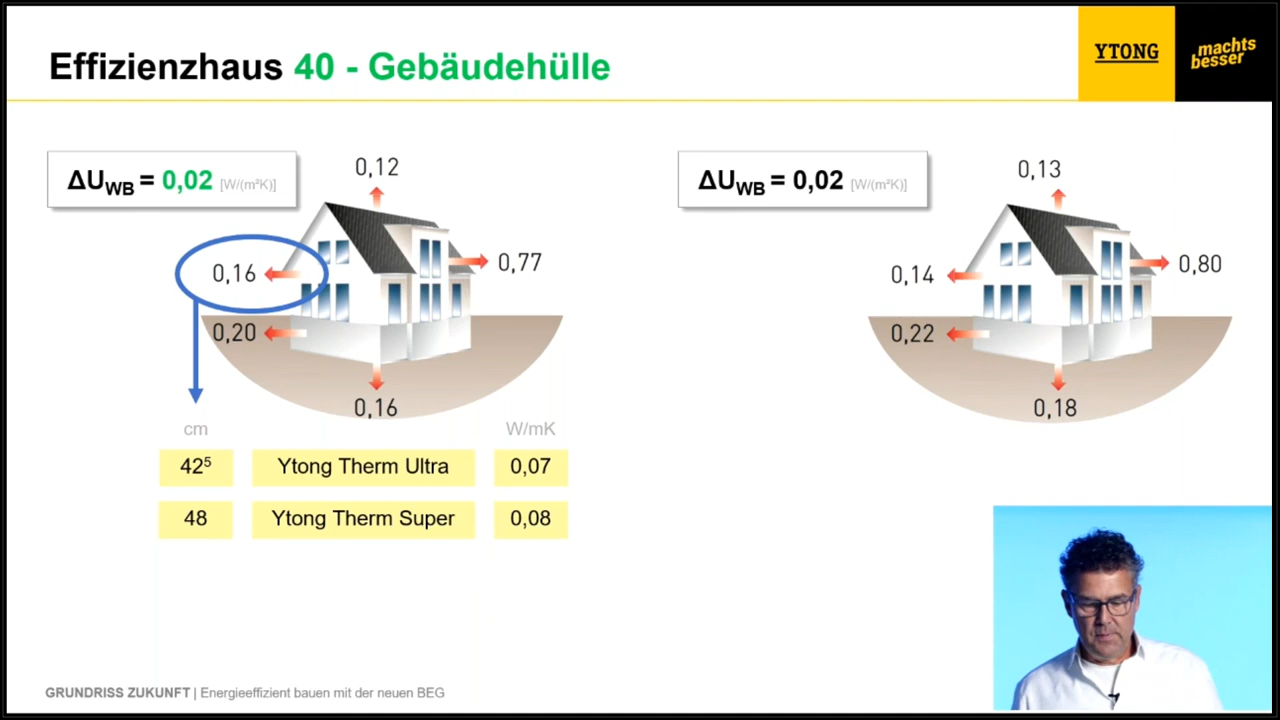 Effizienzhaus 40 - Gebäudehülle
YTONG
machts
besser
ΔU_WB = 0,02 [W/(m²K)]
0,12
0,16
0,77
0,20
0,16
cm
W/mK
42⁵ Ytong Therm Ultra 0,07
48 Ytong Therm Super 0,08
ΔU_WB = 0,02 [W/(m²K)]
0,13
0,14
0,80
0,22
0,18
GRUNDRISS ZUKUNFT | Energieeffizient bauen mit der neuen BEG